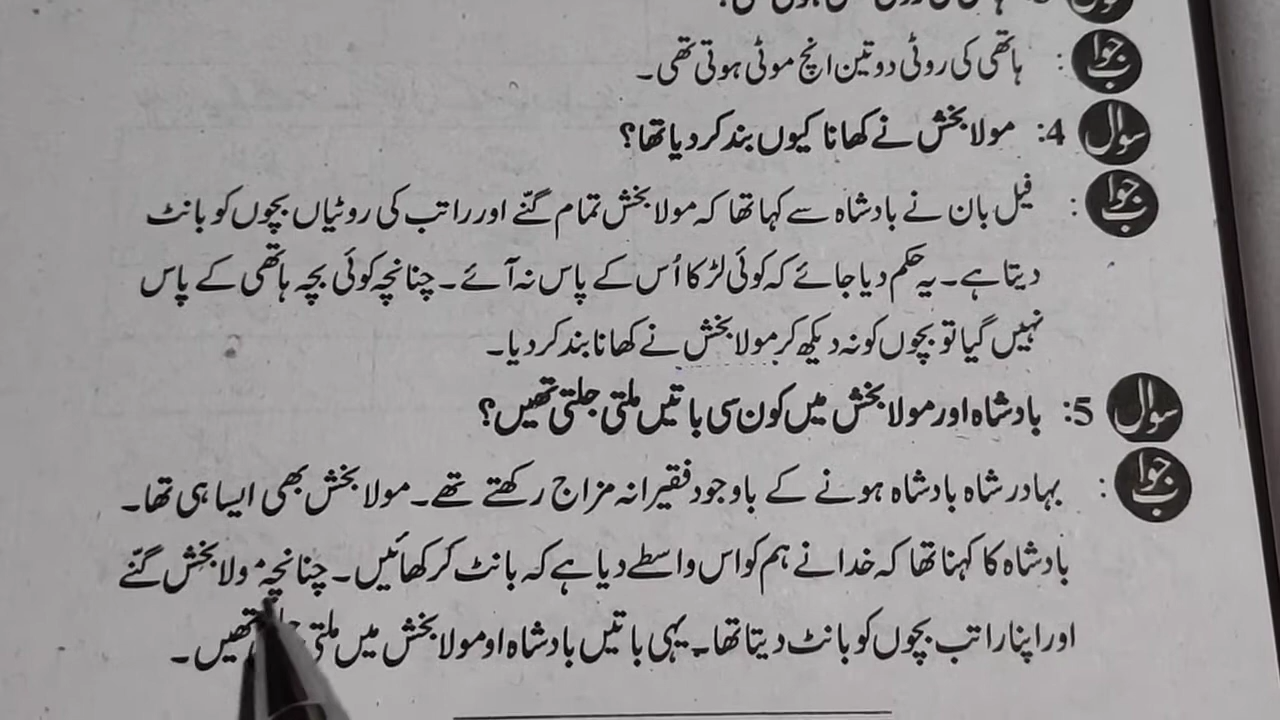 سوال
جواب : ہاتھی کی روٹی دو تین انچ موٹی ہوتی تھی۔
سوال 4: مولا بخش نے کھانا کیوں بند کر دیا تھا؟
جواب : فیل بان نے بادشاہ سے کہا تھا کہ مولا بخش تمام گنّے اور راتب کی روٹیاں بچوں کو بانٹ
دیتا ہے۔ یہ حکم دیا جائے کہ کوئی لڑکا اُس کے پاس نہ آئے۔ چنانچہ کوئی بچہ ہاتھی کے پاس
نہیں گیا تو بچوں کو نہ دیکھ کر مولا بخش نے کھانا بند کر دیا۔
سوال 5: بادشاہ اور مولا بخش میں کون سی باتیں ملتی جلتی تھیں؟
جواب : بہادر شاہ بادشاہ ہونے کے باوجود فقیرانہ مزاج رکھتے تھے۔ مولا بخش بھی ایسا ہی تھا۔
بادشاہ کا کہنا تھا کہ خدا نے ہم کو اس واسطے دیا ہے کہ بانٹ کر کھائیں۔ چنانچہ مولا بخش گنّے
اور اپنا راتب بچوں کو بانٹ دیتا تھا۔ یہی باتیں بادشاہ او مولا بخش میں ملتی تھیں۔